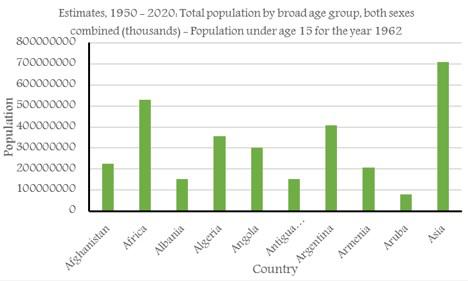 Estimates, 1950 - 2020: Total population by broad age group, both sexes
combined (thousands) - Population under age 15 for the year 1962
800000000
700000000
600000000
500000000
400000000
300000000
200000000
100000000
0
Population
Afghanistan
Africa
Albania
Algeria
Angola
Antigua...
Argentina
Armenia
Aruba
Asia
Country